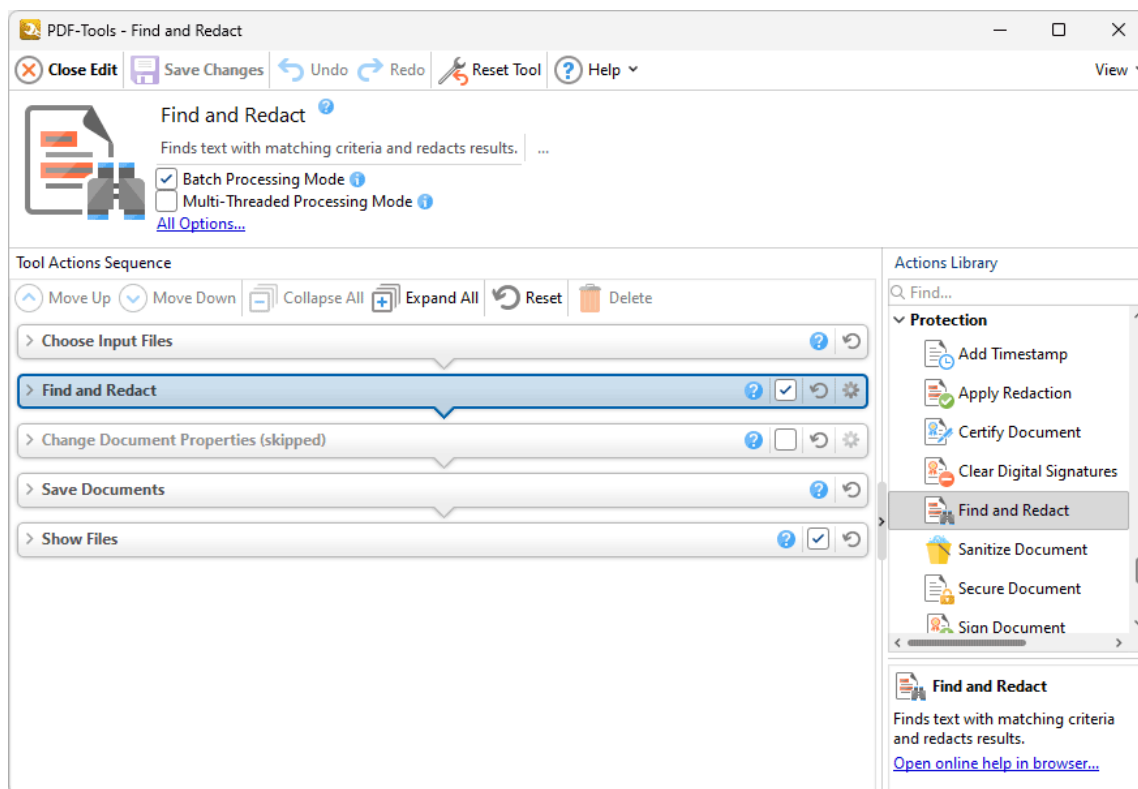 PDF-Tools - Find and Redact
Close Edit Save Changes Undo Redo Reset Tool ? Help View
Find and Redact ?
Finds text with matching criteria and redacts results. ...
Batch Processing Mode i
Multi-Threaded Processing Mode i
All Options...
Tool Actions Sequence
Move Up Move Down Collapse All Expand All Reset Delete
Choose Input Files ?
Find and Redact ?
Change Document Properties (skipped) ?
Save Documents ?
Show Files ?
Actions Library
Find...
Protection
Add Timestamp
Apply Redaction
Certify Document
Clear Digital Signatures
Find and Redact
Sanitize Document
Secure Document
Sign Document
Find and Redact
Finds text with matching criteria
and redacts results.
Open online help in browser...